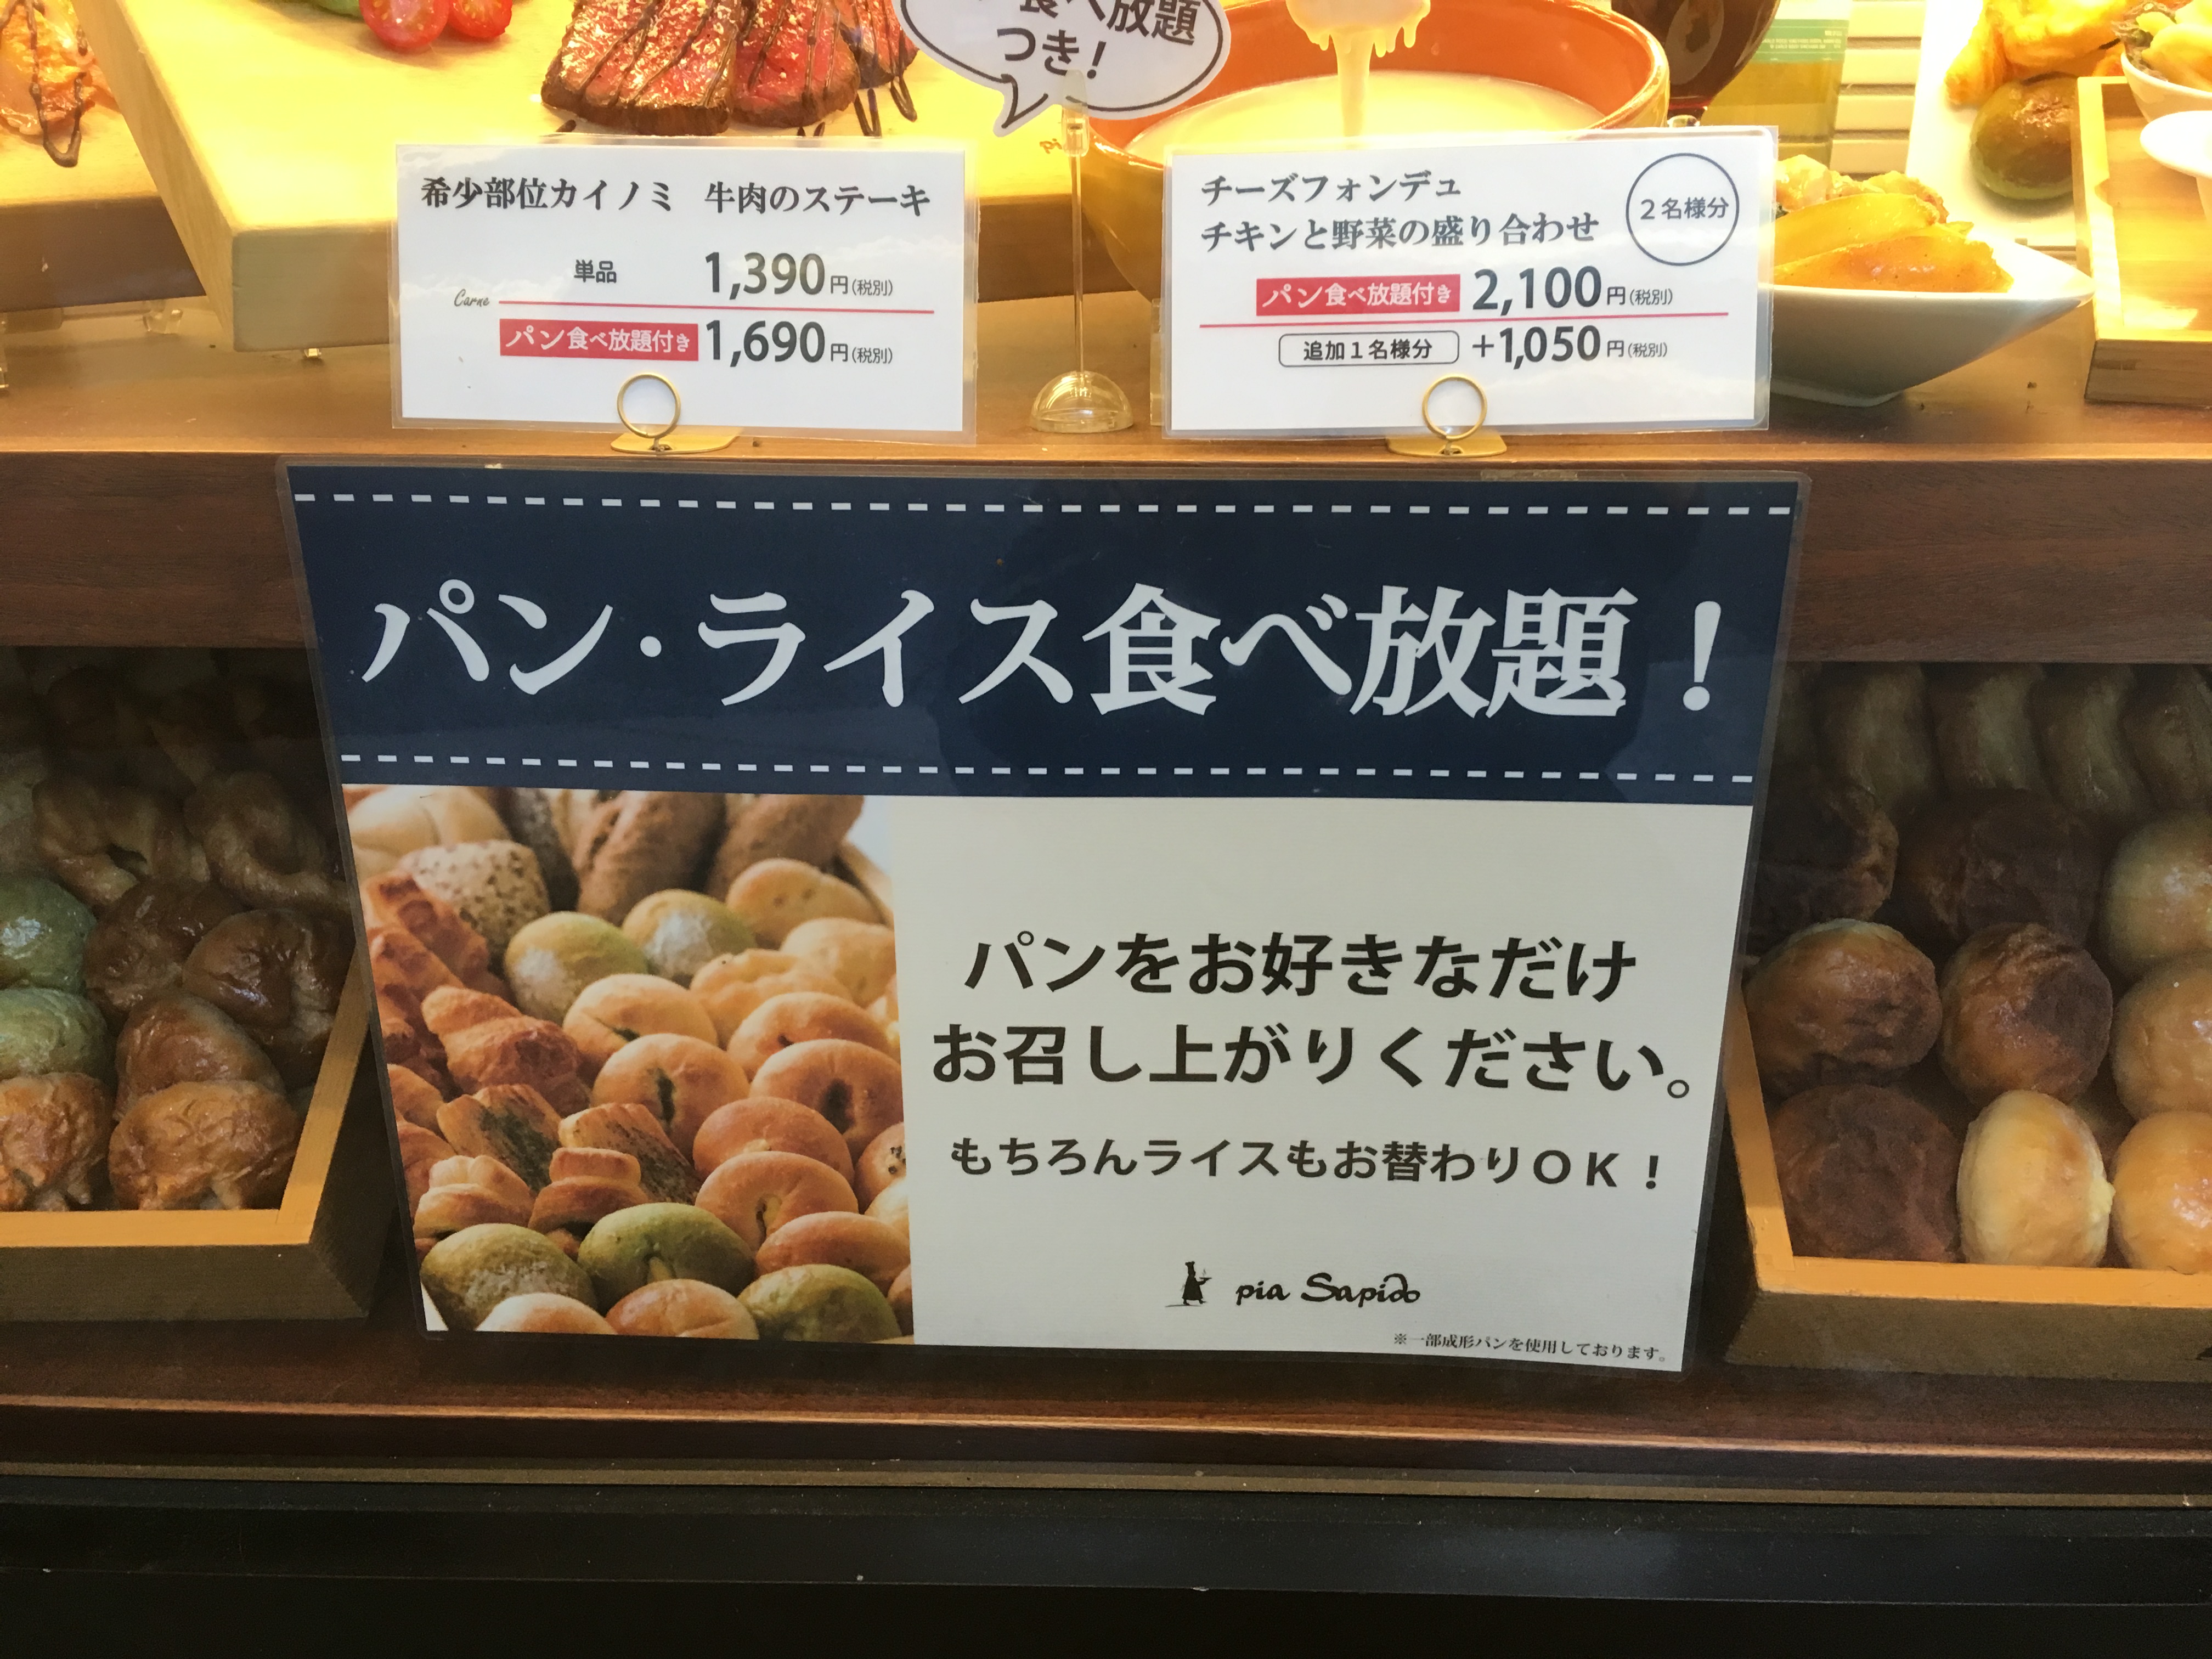 食べ放題
つき！
希少部位カイノミ 牛肉のステーキ
単品 1,390円(税別)
Carne
パン食べ放題付き 1,690円(税別)
チーズフォンデュ
チキンと野菜の盛り合わせ
２名様分
パン食べ放題付き 2,100円(税別)
追加１名様分 +1,050円(税別)
パン・ライス食べ放題！
パンをお好きなだけ
お召し上がりください。
もちろんライスもお替わりＯＫ！
pia Sapido
※一部成形パンを使用しております。